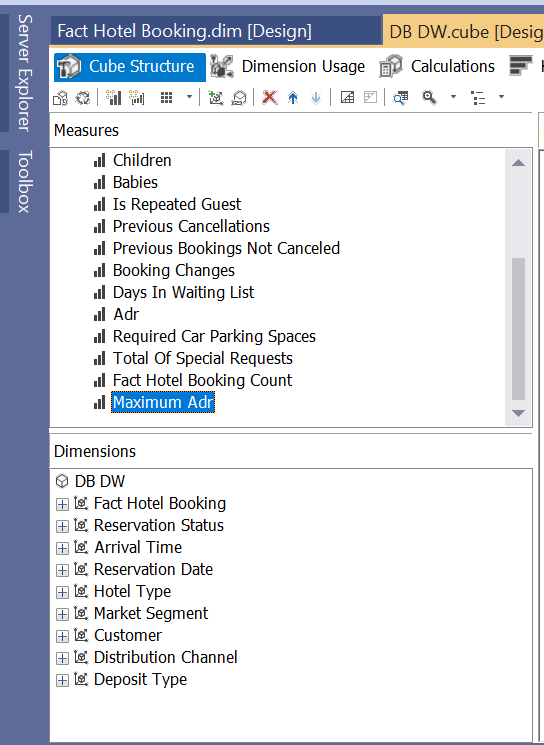 Server Explorer
Toolbox
Fact Hotel Booking.dim [Design]
DB DW.cube [Desig
Cube Structure
Dimension Usage
Calculations
Measures
Children
Babies
Is Repeated Guest
Previous Cancellations
Previous Bookings Not Canceled
Booking Changes
Days In Waiting List
Adr
Required Car Parking Spaces
Total Of Special Requests
Fact Hotel Booking Count
Maximum Adr
Dimensions
DB DW
Fact Hotel Booking
Reservation Status
Arrival Time
Reservation Date
Hotel Type
Market Segment
Customer
Distribution Channel
Deposit Type